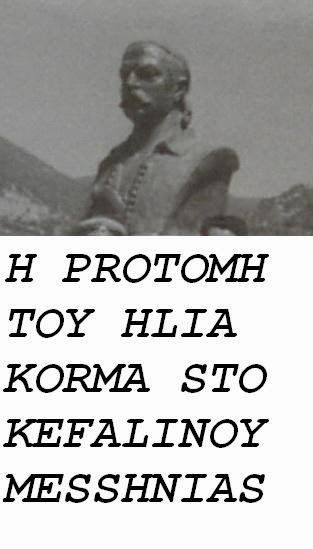 H PROTOMH
TOY HLIA
KORMA STO
KEFALINOY
MESSHNIAS